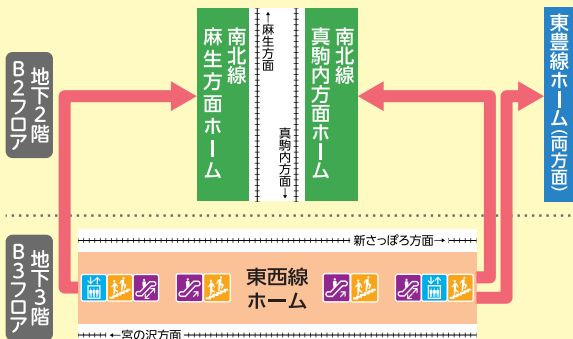 地下2階
B2フロア
南北線
麻生方面ホーム
←麻生方面
真駒内方面→
南北線
真駒内方面ホーム
東豊線ホーム(両方面)
地下3階
B3フロア
新さっぽろ方面→
東西線
ホーム
←宮の沢方面